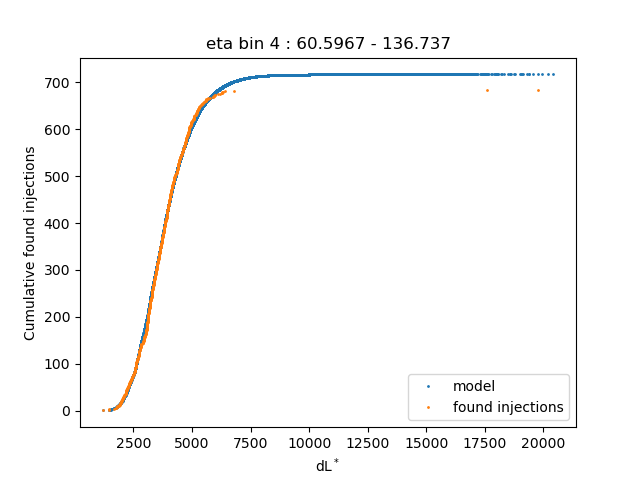 eta bin 4 : 60.5967 - 136.737
Cumulative found injections
700
600
500
400
300
200
100
0
model
found injections
2500 5000 7500 10000 12500 15000 17500 20000
dL*